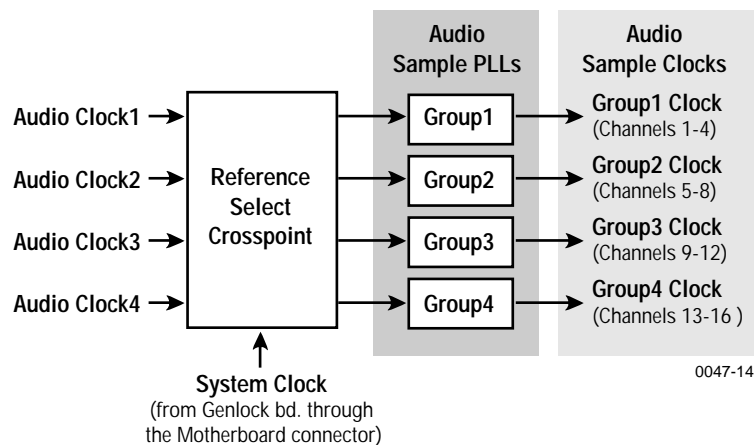 Audio
Sample PLLs
Audio
Sample Clocks
Audio Clock1
Audio Clock2
Audio Clock3
Audio Clock4
Reference
Select
Crosspoint
Group1
Group2
Group3
Group4
Group1 Clock
(Channels 1-4)
Group2 Clock
(Channels 5-8)
Group3 Clock
(Channels 9-12)
Group4 Clock
(Channels 13-16 )
System Clock
(from Genlock bd. through
the Motherboard connector)
0047-14